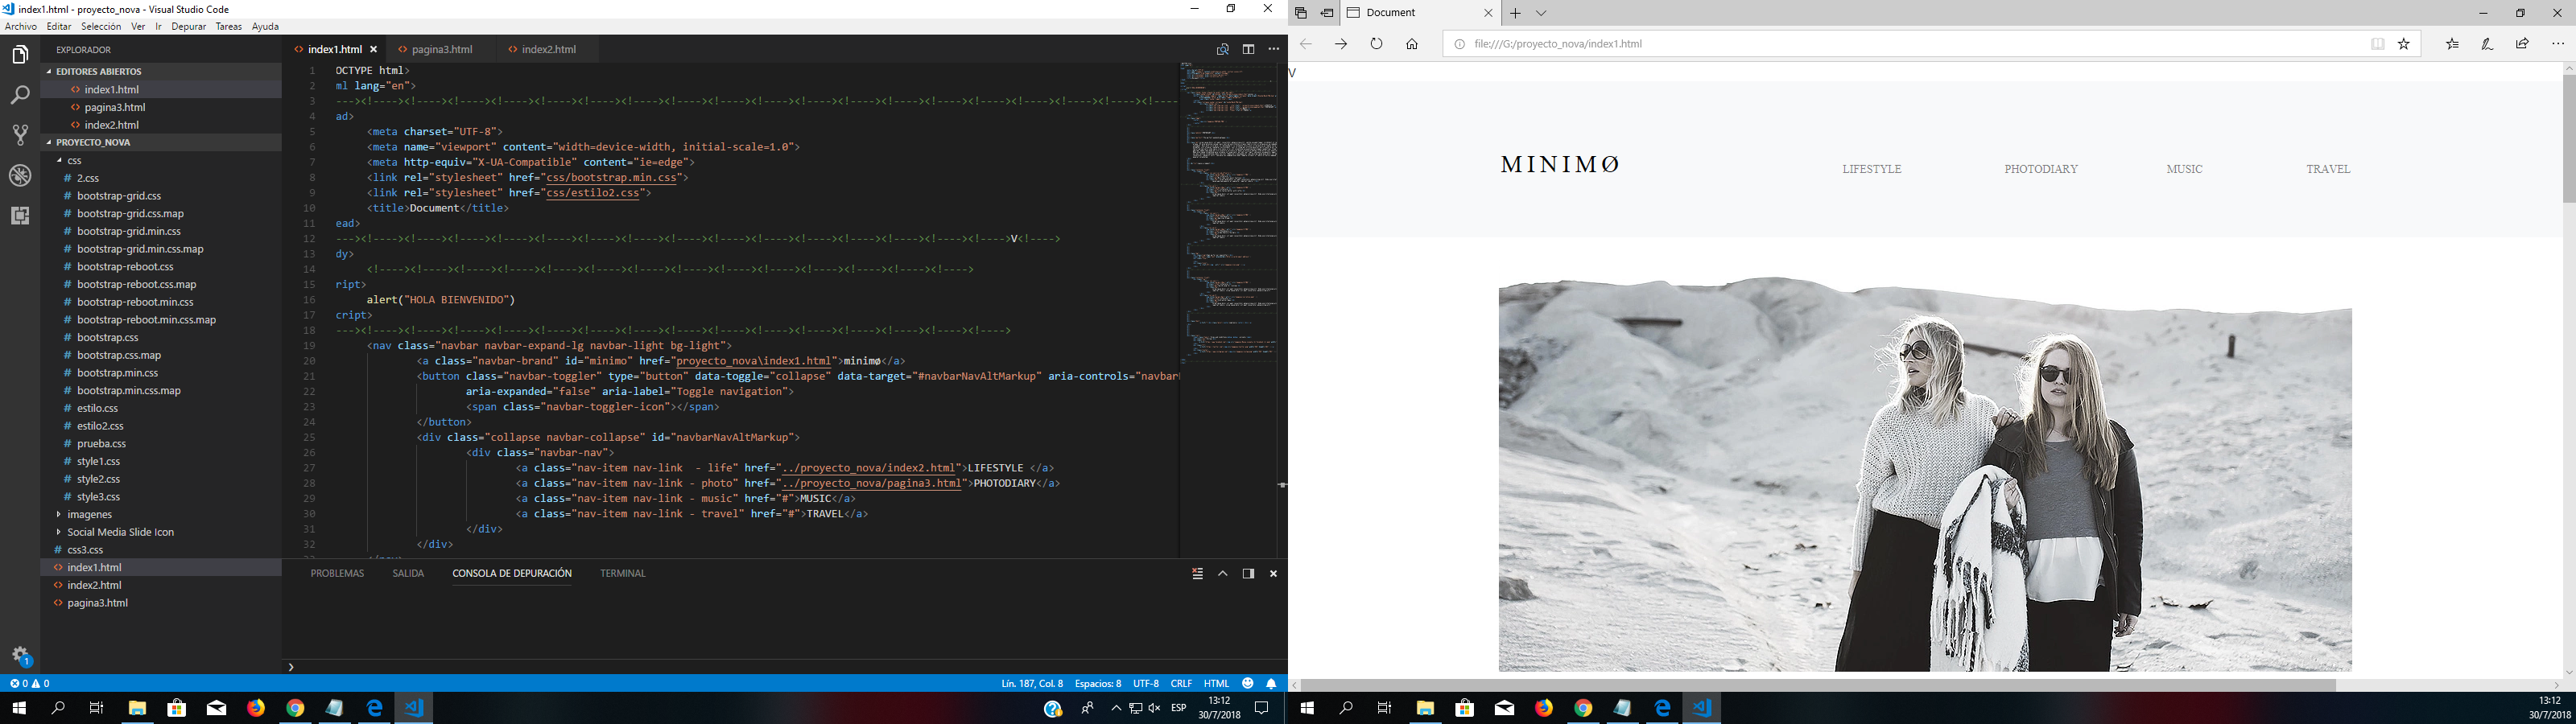 index1.html - proyecto_nova - Visual Studio Code
Archivo Editar Selección Ver Ir Depurar Tareas Ayuda
EXPLORADOR
EDITORES ABIERTOS
index1.html
pagina3.html
index2.html
PROYECTO_NOVA
css
# 2.css
# bootstrap-grid.css
# bootstrap-grid.css.map
# bootstrap-grid.min.css
# bootstrap-grid.min.css.map
# bootstrap-reboot.css
# bootstrap-reboot.css.map
# bootstrap-reboot.min.css
# bootstrap-reboot.min.css.map
# bootstrap.css
# bootstrap.css.map
# bootstrap.min.css
# bootstrap.min.css.map
# estilo.css
# estilo2.css
# prueba.css
# style1.css
# style2.css
# style3.css
imagenes
Social Media Slide Icon
# css3.css
<> index1.html
<> index2.html
<> pagina3.html
<> index1.html × <> pagina3.html <> index2.html
1 OCTYPE html>
2 ml lang="en">
3 ---><!----><!----><!----><!----><!----><!----><!----><!----><!----><!----><!----><!----><!----><!----><!----><!----><!----><!----><!----
4 ad>
5 <meta charset="UTF-8">
6 <meta name="viewport" content="width=device-width, initial-scale=1.0">
7 <meta http-equiv="X-UA-Compatible" content="ie=edge">
8 <link rel="stylesheet" href="css/bootstrap.min.css">
9 <link rel="stylesheet" href="css/estilo2.css">
10 <title>Document</title>
11 ead>
12 ---><!----><!----><!----><!----><!----><!----><!----><!----><!----><!----><!----><!----><!----><!----><!---->V<!---->
13 dy>
14 <!----><!----><!----><!----><!----><!----><!----><!----><!----><!----><!----><!----><!----><!---->
15 ript>
16 alert("HOLA BIENVENIDO")
17 cript>
18 ---><!----><!----><!----><!----><!----><!----><!----><!----><!----><!----><!----><!----><!----><!----><!---->
19 <nav class="navbar navbar-expand-lg navbar-light bg-light">
20 <a class="navbar-brand" id="minimo" href="proyecto_nova\index1.html">minimø</a>
21 <button class="navbar-toggler" type="button" data-toggle="collapse" data-target="#navbarNavAltMarkup" aria-controls="navbar
22 aria-expanded="false" aria-label="Toggle navigation">
23 <span class="navbar-toggler-icon"></span>
24 </button>
25 <div class="collapse navbar-collapse" id="navbarNavAltMarkup">
26 <div class="navbar-nav">
27 <a class="nav-item nav-link  - life" href="../proyecto_nova/index2.html">LIFESTYLE </a>
28 <a class="nav-item nav-link - photo" href="../proyecto_nova/pagina3.html">PHOTODIARY</a>
29 <a class="nav-item nav-link - music" href="#">MUSIC</a>
30 <a class="nav-item nav-link - travel" href="#">TRAVEL</a>
31 </div>
32 </div>
PROBLEMAS SALIDA CONSOLA DE DEPURACIÓN TERMINAL
1
0 0
Lín. 187, Col. 8 Espacios: 8 UTF-8 CRLF HTML
ESP
13:12
30/7/2018
Document
file:///G:/proyecto_nova/index1.html
V
MINIMØ
LIFESTYLE PHOTODIARY MUSIC TRAVEL
13:12
30/7/2018